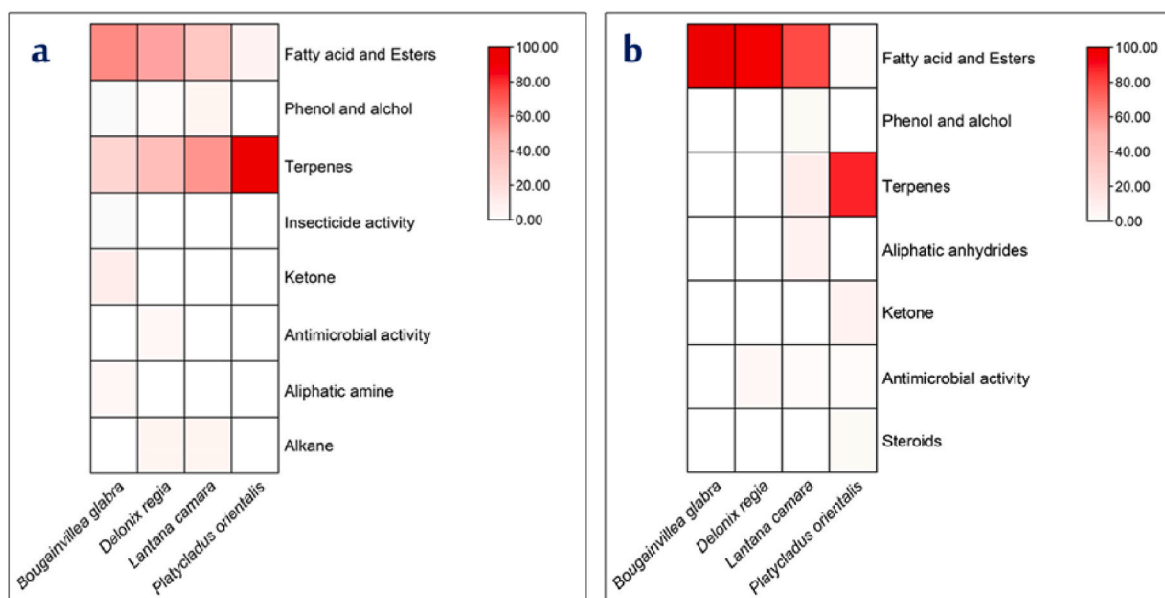 a
Fatty acid and Esters
Phenol and alchol
Terpenes
Insecticide activity
Ketone
Antimicrobial activity
Aliphatic amine
Alkane
100.00
80.00
60.00
40.00
20.00
0.00
Bougainvillea glabra
Delonix regia
Lantana camara
Platycladus orientalis
b
Fatty acid and Esters
Phenol and alchol
Terpenes
Aliphatic anhydrides
Ketone
Antimicrobial activity
Steroids
100.00
80.00
60.00
40.00
20.00
0.00
Bougainvillea glabra
Delonix regia
Lantana camara
Platycladus orientalis